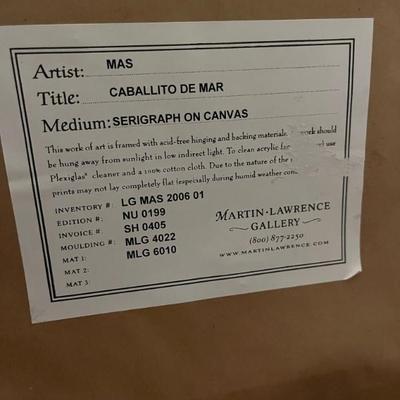 Artist: MAS
Title: CABALLITO DE MAR
Medium: SERIGRAPH ON CANVAS
This work of art is framed with acid-free hinging and backing materials. work should
be hung away from sunlight in low indirect light. To clean acrylic use
Plexiglas® cleaner and a 100% cotton cloth. Due to the nature of the
prints may not lay completely flat (especially during humid weather
INVENTORY #: LG MAS 2006 01
EDITION #: NU 0199
INVOICE #: SH 0405
MOULDING #: MLG 4022
MAT 1: MLG 6010
MAT 2:
MAT 3:
MARTIN·LAWRENCE
GALLERY
(800) 877-2250
WWW.MARTINLAWRENCE.COM